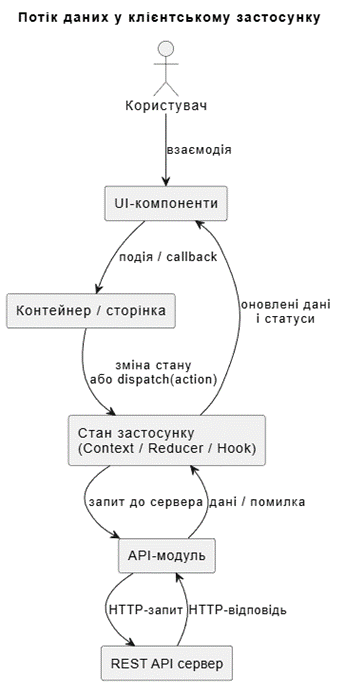 Потік даних у клієнтському застосунку
Користувач
взаємодія
UI-компоненти
подія / callback
Контейнер / сторінка
оновлені дані
і статуси
зміна стану
або dispatch(action)
Стан застосунку
(Context / Reducer / Hook)
запит до сервера
дані / помилка
API-модуль
HTTP-запит
HTTP-відповідь
REST API сервер